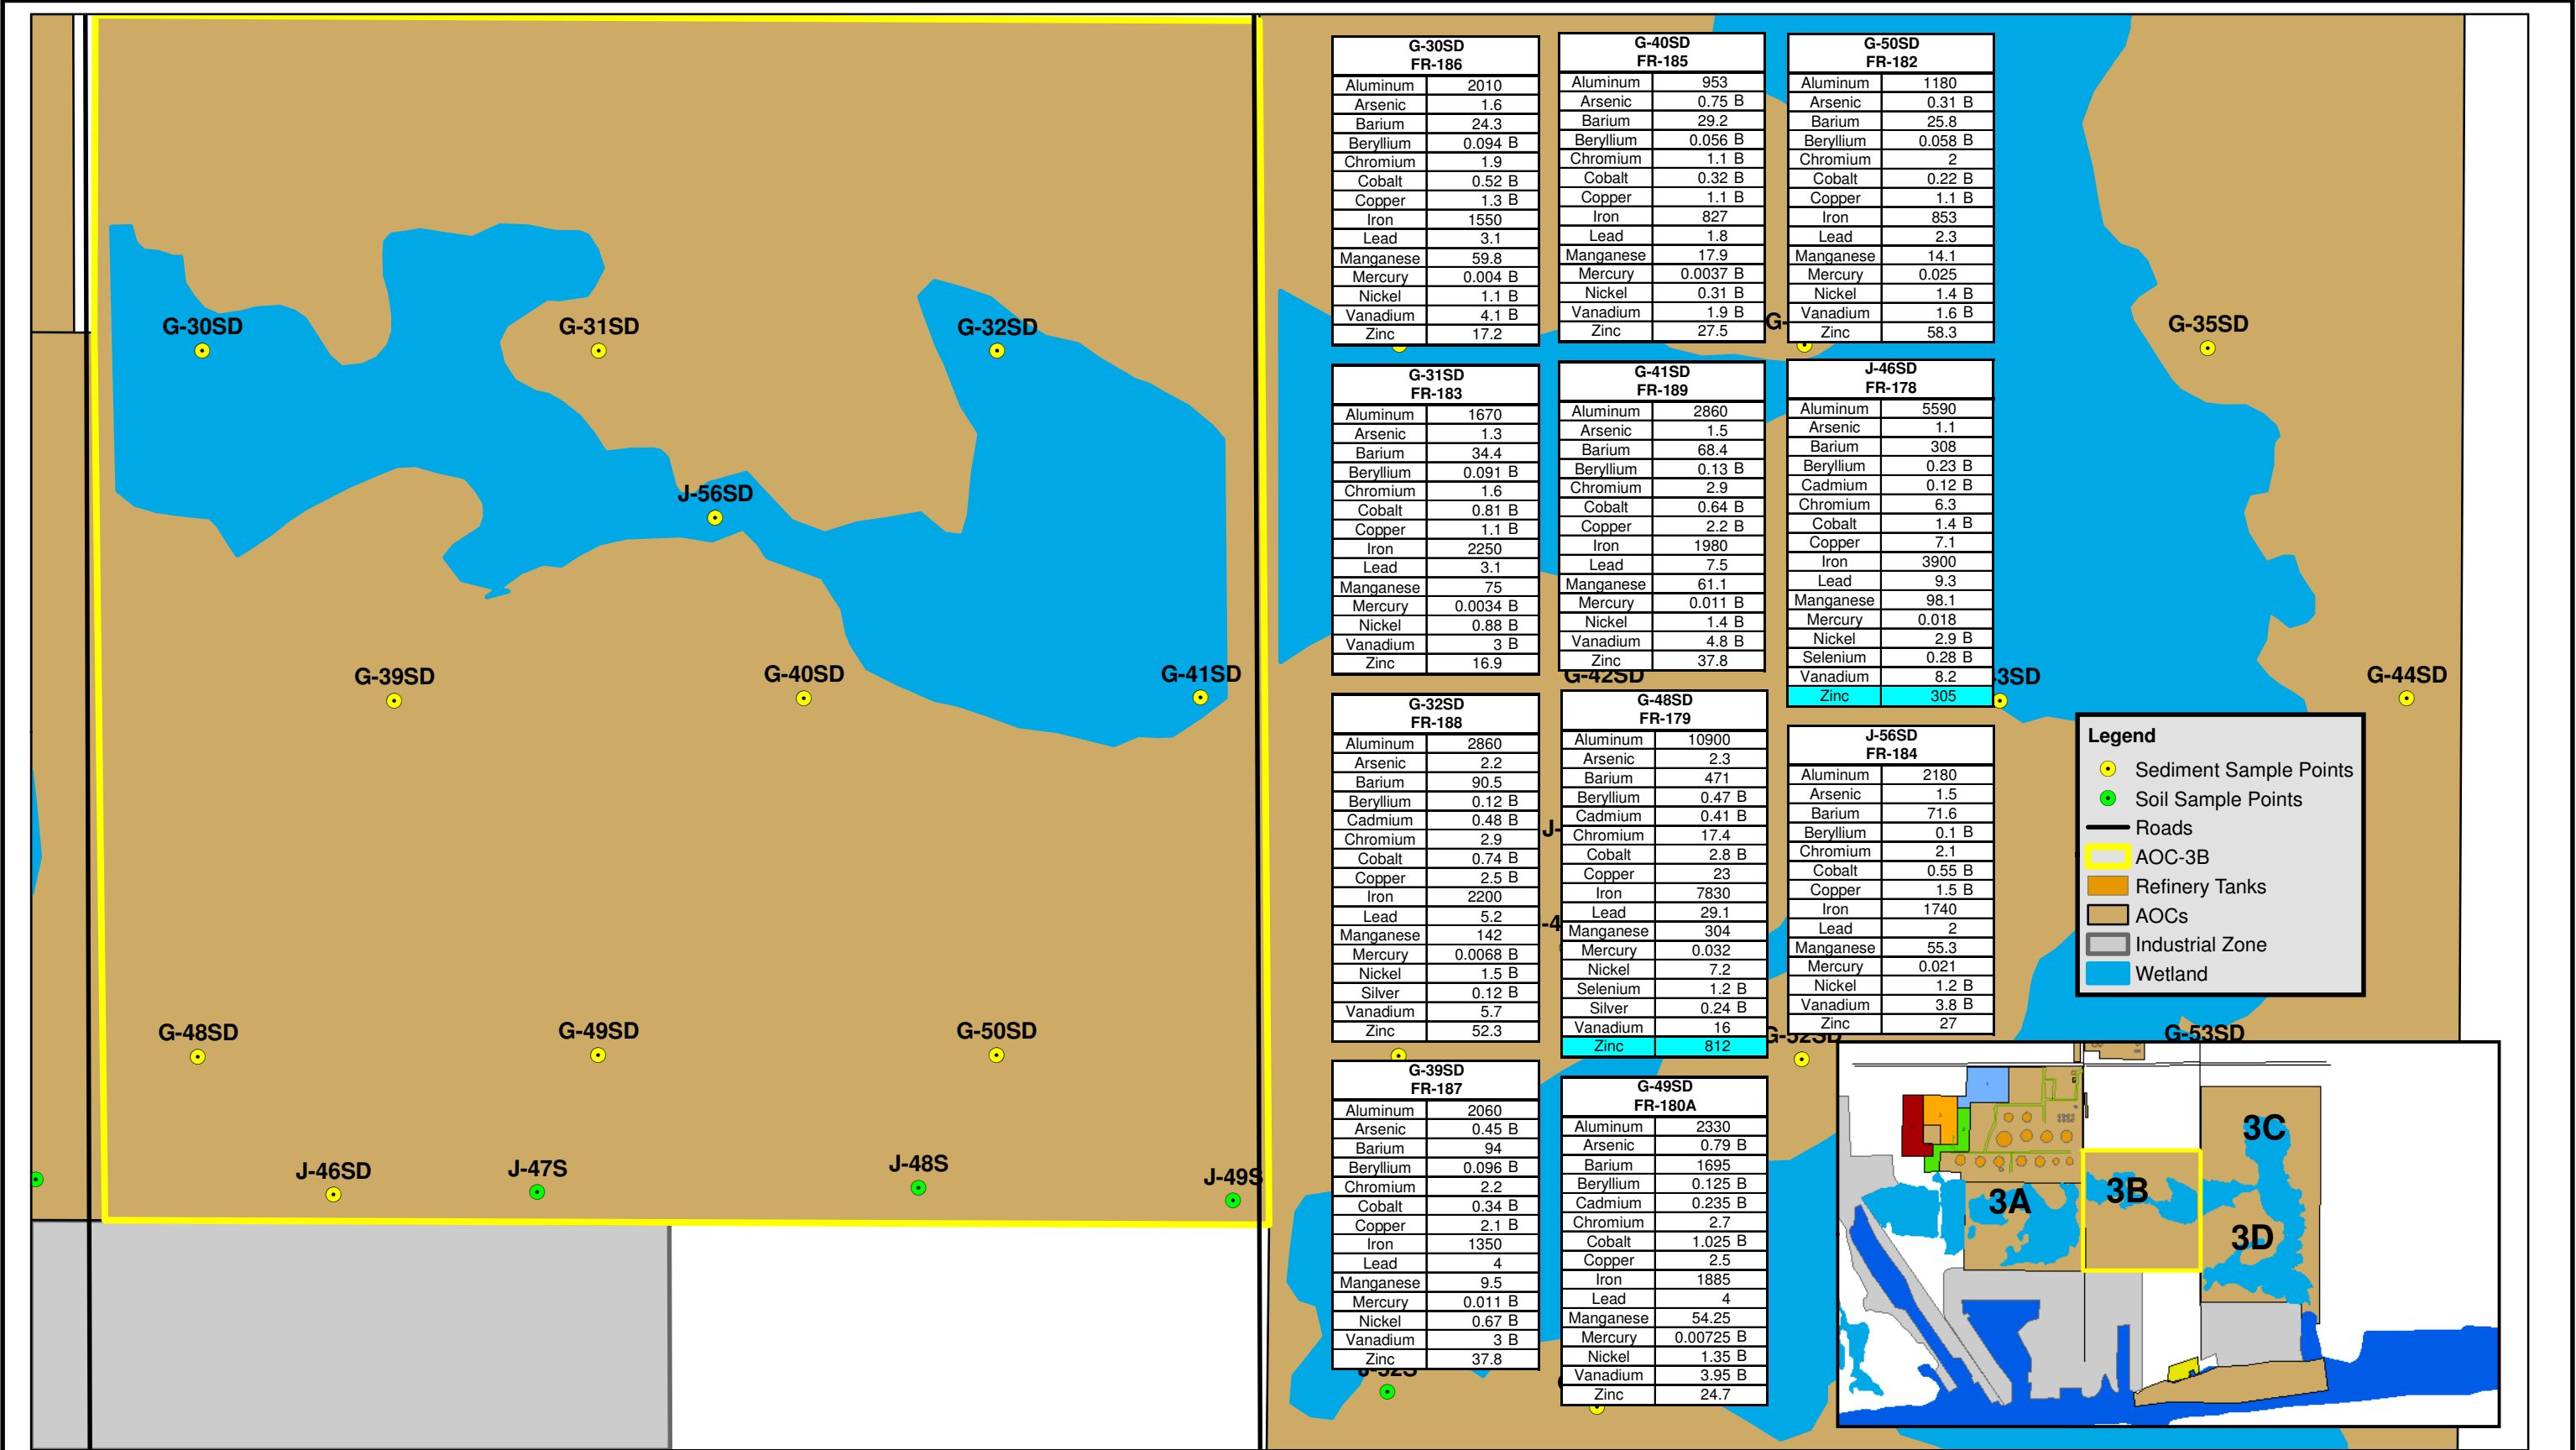 G-30SD
G-31SD
G-32SD
J-56SD
G-39SD
G-40SD
G-41SD
G-48SD
G-49SD
G-50SD
J-46SD
J-47S
J-48S
J-49S
G-30SD
FR-186
Aluminum 2010
Arsenic 1.6
Barium 24.3
Beryllium 0.094 B
Chromium 1.9
Cobalt 0.52 B
Copper 1.3 B
Iron 1550
Lead 3.1
Manganese 59.8
Mercury 0.004 B
Nickel 1.1 B
Vanadium 4.1 B
Zinc 17.2
G-31SD
FR-183
Aluminum 1670
Arsenic 1.3
Barium 34.4
Beryllium 0.091 B
Chromium 1.6
Cobalt 0.81 B
Copper 1.1 B
Iron 2250
Lead 3.1
Manganese 75
Mercury 0.0034 B
Nickel 0.88 B
Vanadium 3 B
Zinc 16.9
G-32SD
FR-188
Aluminum 2860
Arsenic 2.2
Barium 90.5
Beryllium 0.12 B
Cadmium 0.48 B
Chromium 2.9
Cobalt 0.74 B
Copper 2.5 B
Iron 2200
Lead 5.2
Manganese 142
Mercury 0.0068 B
Nickel 1.5 B
Silver 0.12 B
Vanadium 5.7
Zinc 52.3
G-39SD
FR-187
Aluminum 2060
Arsenic 0.45 B
Barium 94
Beryllium 0.096 B
Chromium 2.2
Cobalt 0.34 B
Copper 2.1 B
Iron 1350
Lead 4
Manganese 9.5
Mercury 0.011 B
Nickel 0.67 B
Vanadium 3 B
Zinc 37.8
G-40SD
FR-185
Aluminum 953
Arsenic 0.75 B
Barium 29.2
Beryllium 0.056 B
Chromium 1.1 B
Cobalt 0.32 B
Copper 1.1 B
Iron 827
Lead 1.8
Manganese 17.9
Mercury 0.0037 B
Nickel 0.31 B
Vanadium 1.9 B
Zinc 27.5
G-41SD
FR-189
Aluminum 2860
Arsenic 1.5
Barium 68.4
Beryllium 0.13 B
Chromium 2.9
Cobalt 0.64 B
Copper 2.2 B
Iron 1980
Lead 7.5
Manganese 61.1
Mercury 0.011 B
Nickel 1.4 B
Vanadium 4.8 B
Zinc 37.8
G-42SD
G-48SD
FR-179
Aluminum 10900
Arsenic 2.3
Barium 471
Beryllium 0.47 B
Cadmium 0.41 B
Chromium 17.4
Cobalt 2.8 B
Copper 23
Iron 7830
Lead 29.1
Manganese 304
Mercury 0.032
Nickel 7.2
Selenium 1.2 B
Silver 0.24 B
Vanadium 16
Zinc 812
G-49SD
FR-180A
Aluminum 2330
Arsenic 0.79 B
Barium 1695
Beryllium 0.125 B
Cadmium 0.235 B
Chromium 2.7
Cobalt 1.025 B
Copper 2.5
Iron 1885
Lead 4
Manganese 54.25
Mercury 0.00725 B
Nickel 1.35 B
Vanadium 3.95 B
Zinc 24.7
G-50SD
FR-182
Aluminum 1180
Arsenic 0.31 B
Barium 25.8
Beryllium 0.058 B
Chromium 2
Cobalt 0.22 B
Copper 1.1 B
Iron 853
Lead 2.3
Manganese 14.1
Mercury 0.025
Nickel 1.4 B
Vanadium 1.6 B
Zinc 58.3
J-46SD
FR-178
Aluminum 5590
Arsenic 1.1
Barium 308
Beryllium 0.23 B
Cadmium 0.12 B
Chromium 6.3
Cobalt 1.4 B
Copper 7.1
Iron 3900
Lead 9.3
Manganese 98.1
Mercury 0.018
Nickel 2.9 B
Selenium 0.28 B
Vanadium 8.2
Zinc 305
J-56SD
FR-184
Aluminum 2180
Arsenic 1.5
Barium 71.6
Beryllium 0.1 B
Chromium 2.1
Cobalt 0.55 B
Copper 1.5 B
Iron 1740
Lead 2
Manganese 55.3
Mercury 0.021
Nickel 1.2 B
Vanadium 3.8 B
Zinc 27
G-
J-
-4
G-52SD
J-52S
G-35SD
3SD
G-44SD
Legend
Sediment Sample Points
Soil Sample Points
Roads
AOC-3B
Refinery Tanks
AOCs
Industrial Zone
Wetland
G-53SD
3C
3A
3B
3D